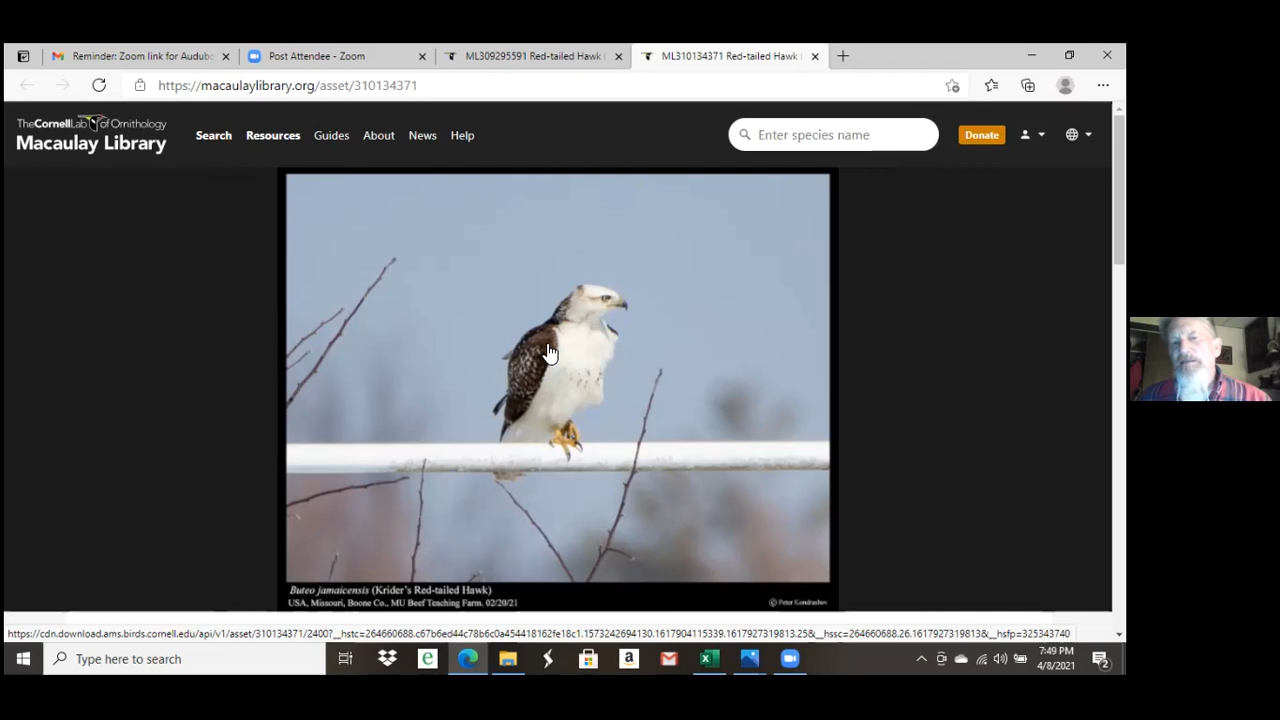 Reminder: Zoom link for Audub
Post Attendee - Zoom
ML309295591 Red-tailed Hawk
ML310134371 Red-tailed Hawk
https://macaulaylibrary.org/asset/310134371
TheCornellLab of Ornithology
Macaulay Library
Search Resources Guides About News Help
Enter species name
Donate
Buteo jamaicensis (Krider's Red-tailed Hawk)
USA, Missouri, Boone Co., MU Beef Teaching Farm. 02/20/21
© Peter Kondrashov
https://cdn.download.ams.birds.cornell.edu/api/v1/asset/310134371/2400?__hstc=264660688.c67b6ed44c78b6c0a454418162fe18c1.1573242694130.1617904115339.1617927319813.25&__hssc=264660688.26.1617927319813&__hsfp=325343740
Type here to search
7:49 PM
4/8/2021
2